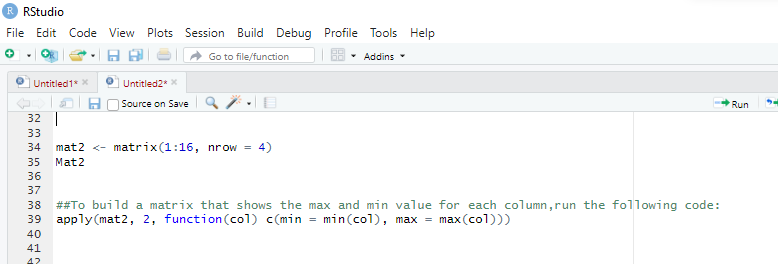 R RStudio
File Edit Code View Plots Session Build Debug Profile Tools Help
Go to file/function Addins
Untitled1* × Untitled2* ×
Source on Save Run
32
33
34 mat2 <- matrix(1:16, nrow = 4)
35 Mat2
36
37
38 ##To build a matrix that shows the max and min value for each column,run the following code:
39 apply(mat2, 2, function(col) c(min = min(col), max = max(col)))
40
41
42